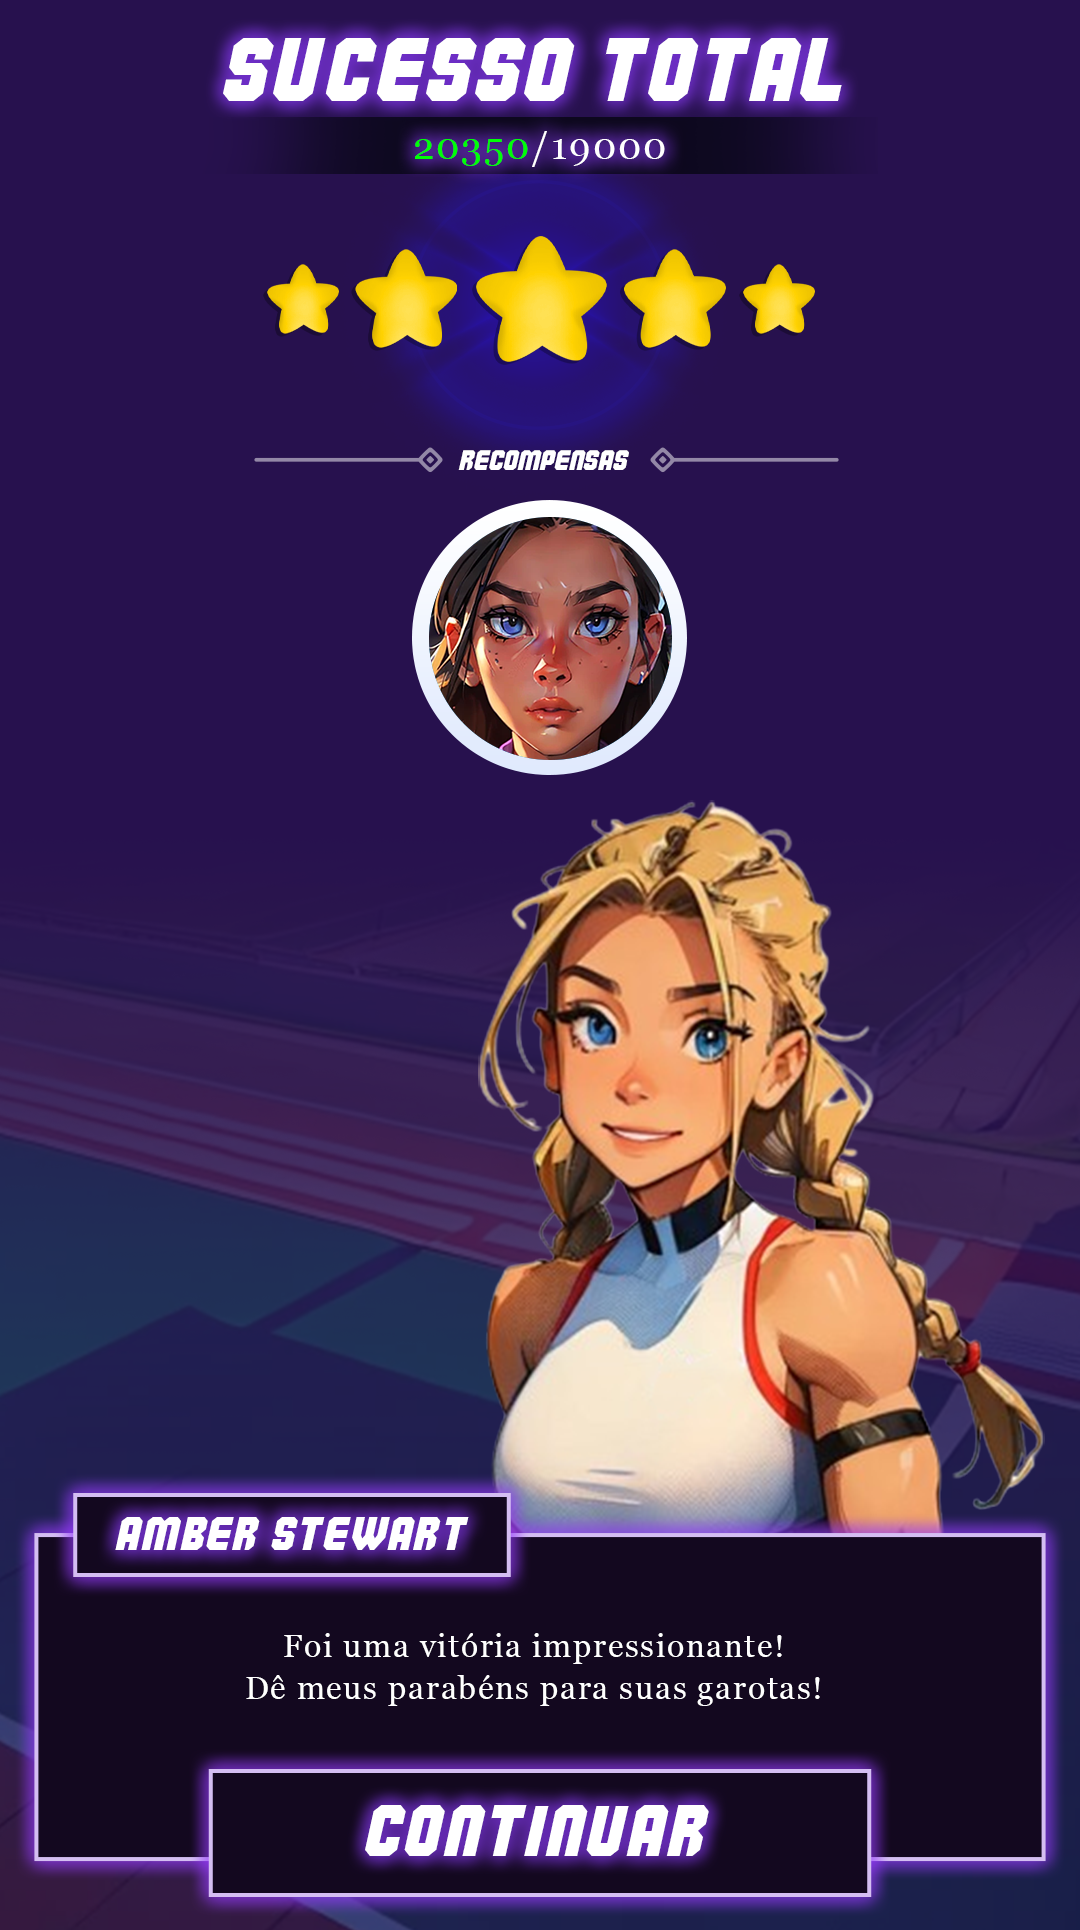 SUCESSO TOTAL
20350/19000
RECOMPENSAS
AMBER STEWART
Foi uma vitória impressionante!
Dê meus parabéns para suas garotas!
CONTINUAR